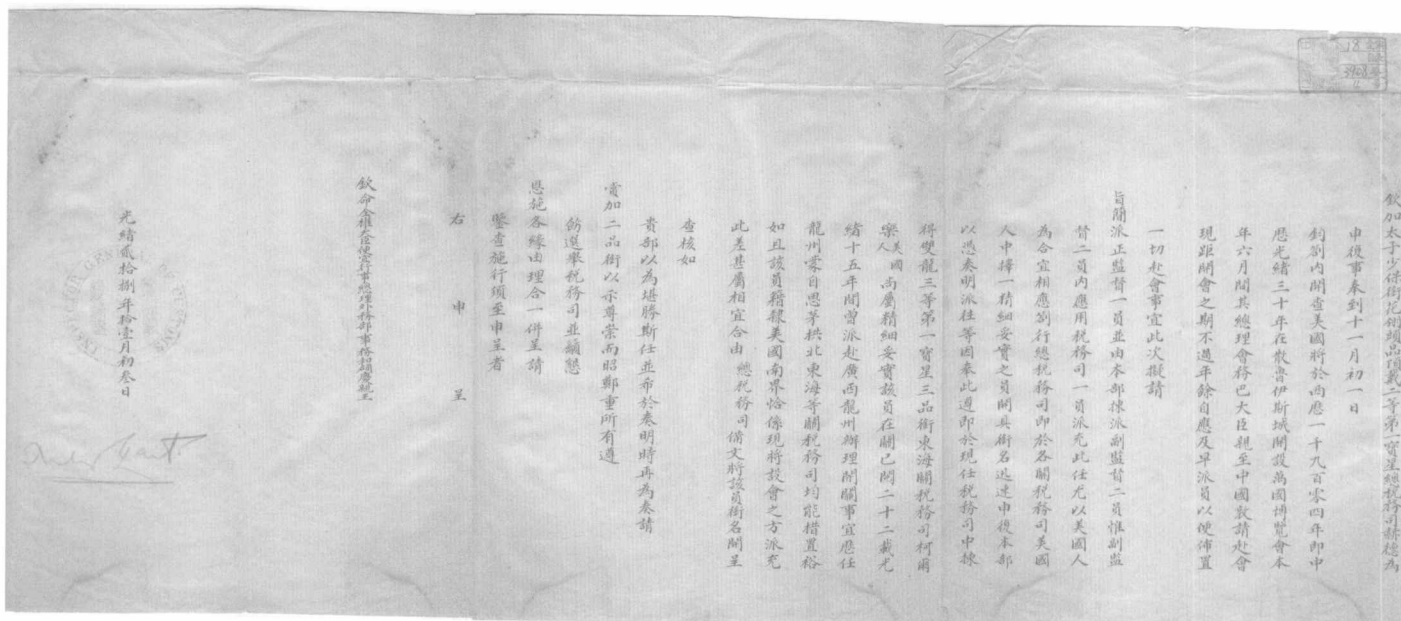 欽加太子少保銜花翎頭品頂戴二等第一寶星總稅務司赫德為
申復事奉到十一月初一日
鈞劄內開查美國將於西歷一千九百零四年即中
歷光緒三十年在散魯伊斯城開設萬國博覽會本
年六月間其總理會務巴大臣親至中國敦請赴會
現距開會之期不過年餘自應及早派員以便佈置
一切赴會事宜此次擬請
旨簡派正監督一員並由本部揀派副監督二員惟副監
督二員內應用稅務司一員派充此任尤以美國人
為合宜相應劄行總稅務司即於各關稅務司美國
人中擇一精細妥實之員開具銜名迅速申復本部
以憑奏明派往等因奉此遵即於現任稅務司中揀
得雙龍三等第一寶星三品銜東海關稅務司柯爾
樂美國人尚屬精細妥實該員在關已閱二十二載光
緒十五年間曾派赴廣西龍州辦理開關事宜歷任
龍州蒙自思茅拱北東海等關稅務司均能措置裕
如且該員籍隸美國南界恰係現將設會之方派充
此差甚屬相宜合由總稅務司備文將該員銜名開呈
查核如
貴部以為堪勝斯任並希於奏明時再為奏請
賞加二品銜以示尊榮而昭鄭重所有遵
飭選舉稅務司並籲懇
恩施各緣由理合一併呈請
鑒查施行須至申呈者
右申呈
欽命全權大臣便宜行事總理外務部事務和碩慶親王
光緒貳拾捌年拾壹月初叁日
INSPECTOR GENERAL OF CUSTOMS
Robert Hart
18
3948